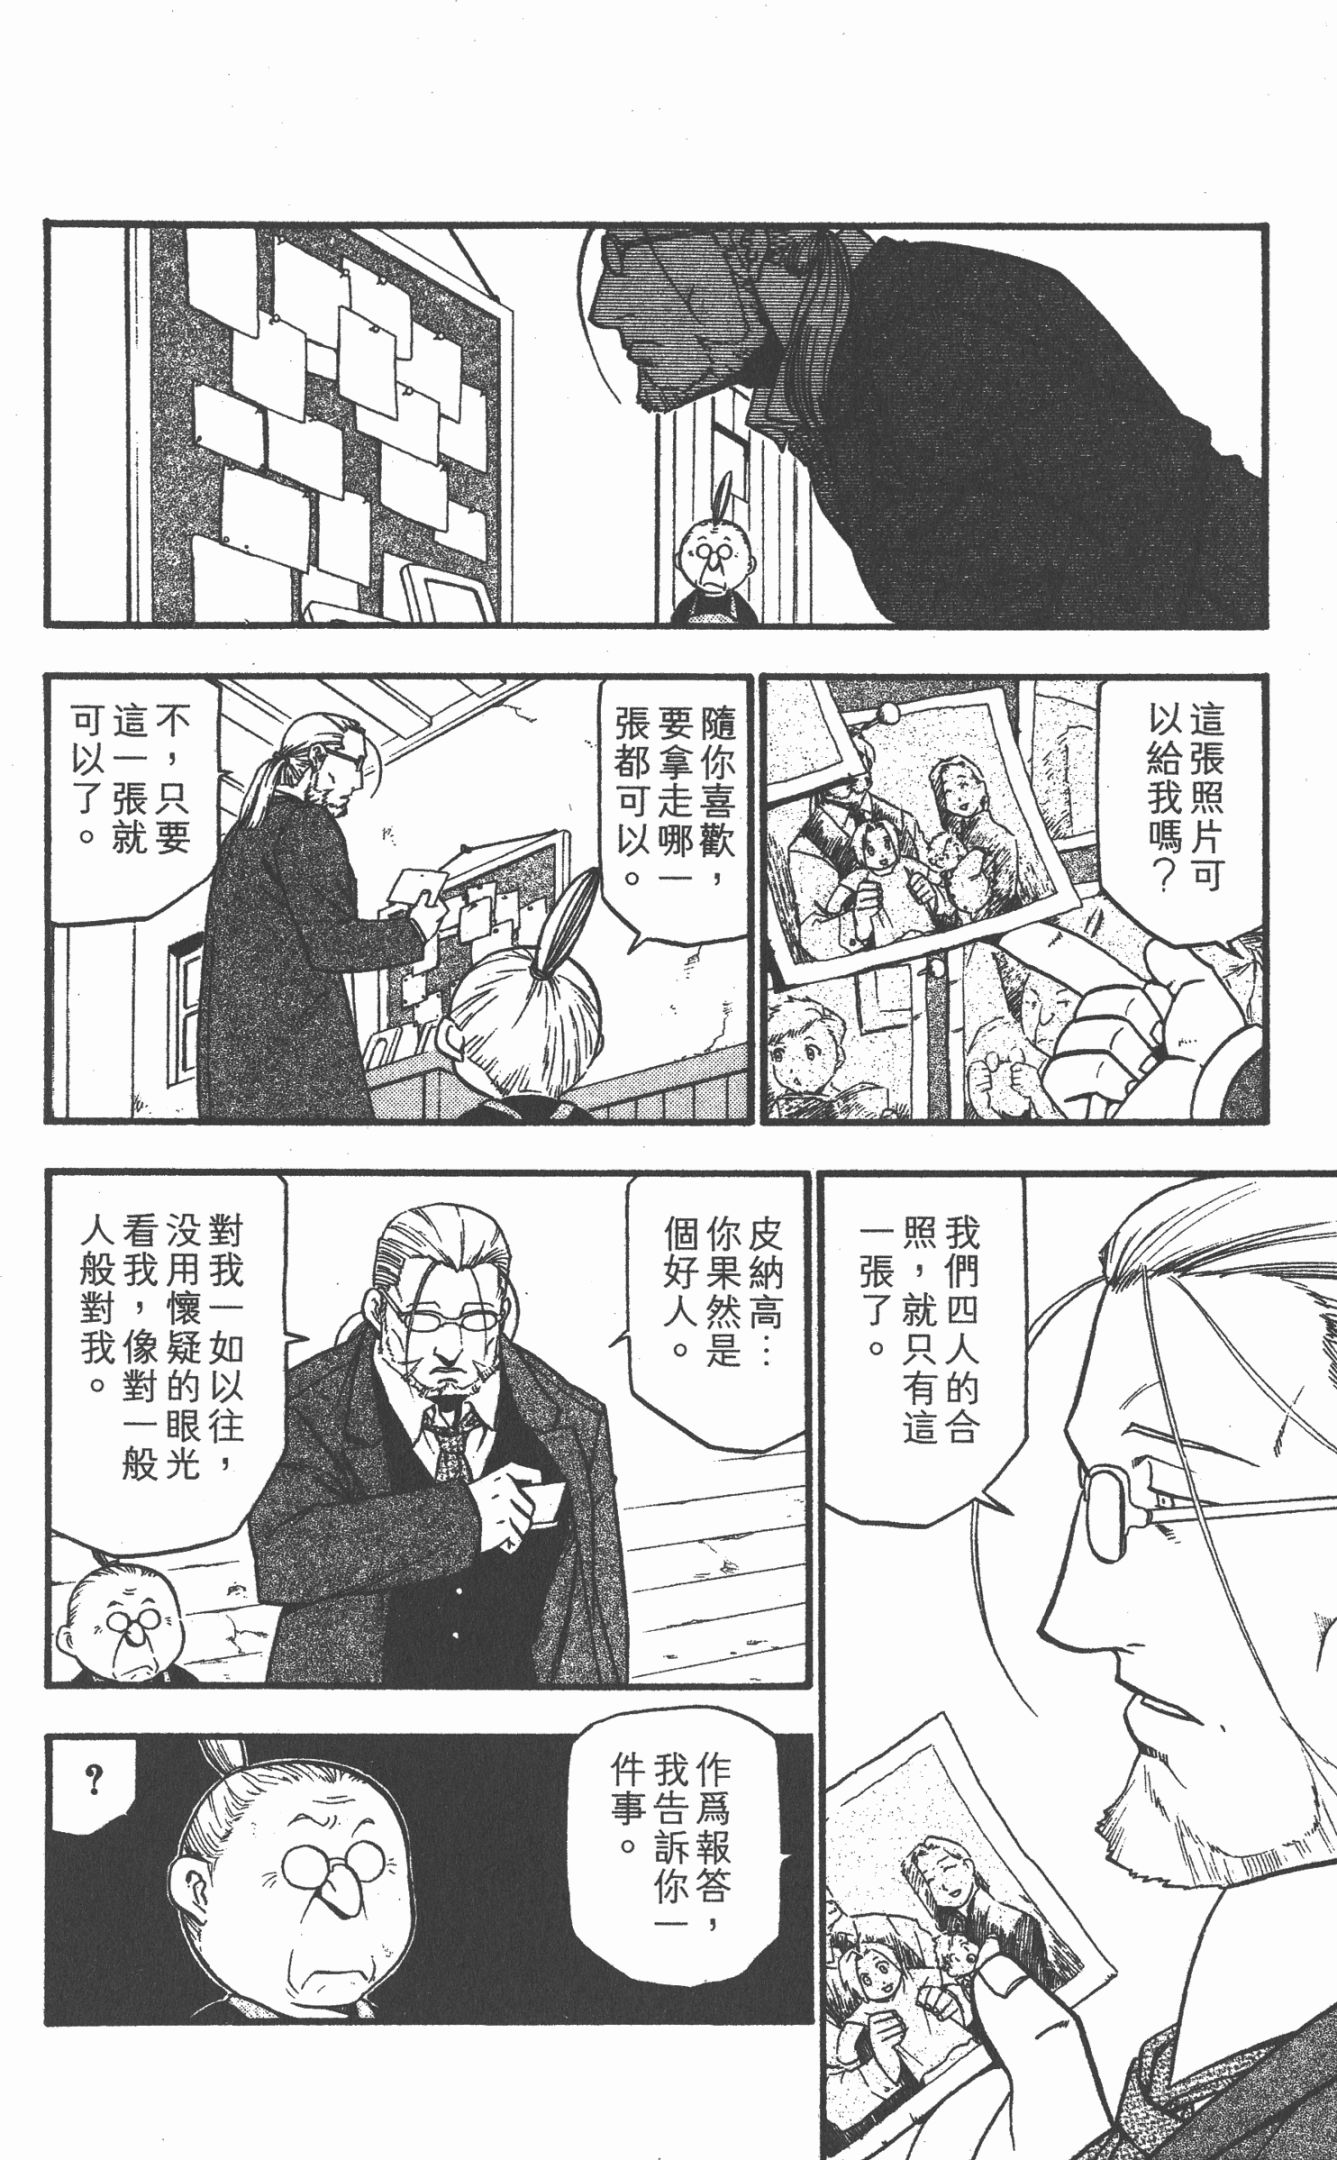 這張照片可
以給我嗎？
隨你喜歡，
要拿走哪一
張都可以。
不，只要
這一張就
可以了。
我們四人的合
照，就只有這
一張了。
皮納高…
你果然是
個好人。
對我一如以往，
没用懷疑的眼光
看我，像對一般
人般對我。
作爲報答，
我告訴你一
件事。
？